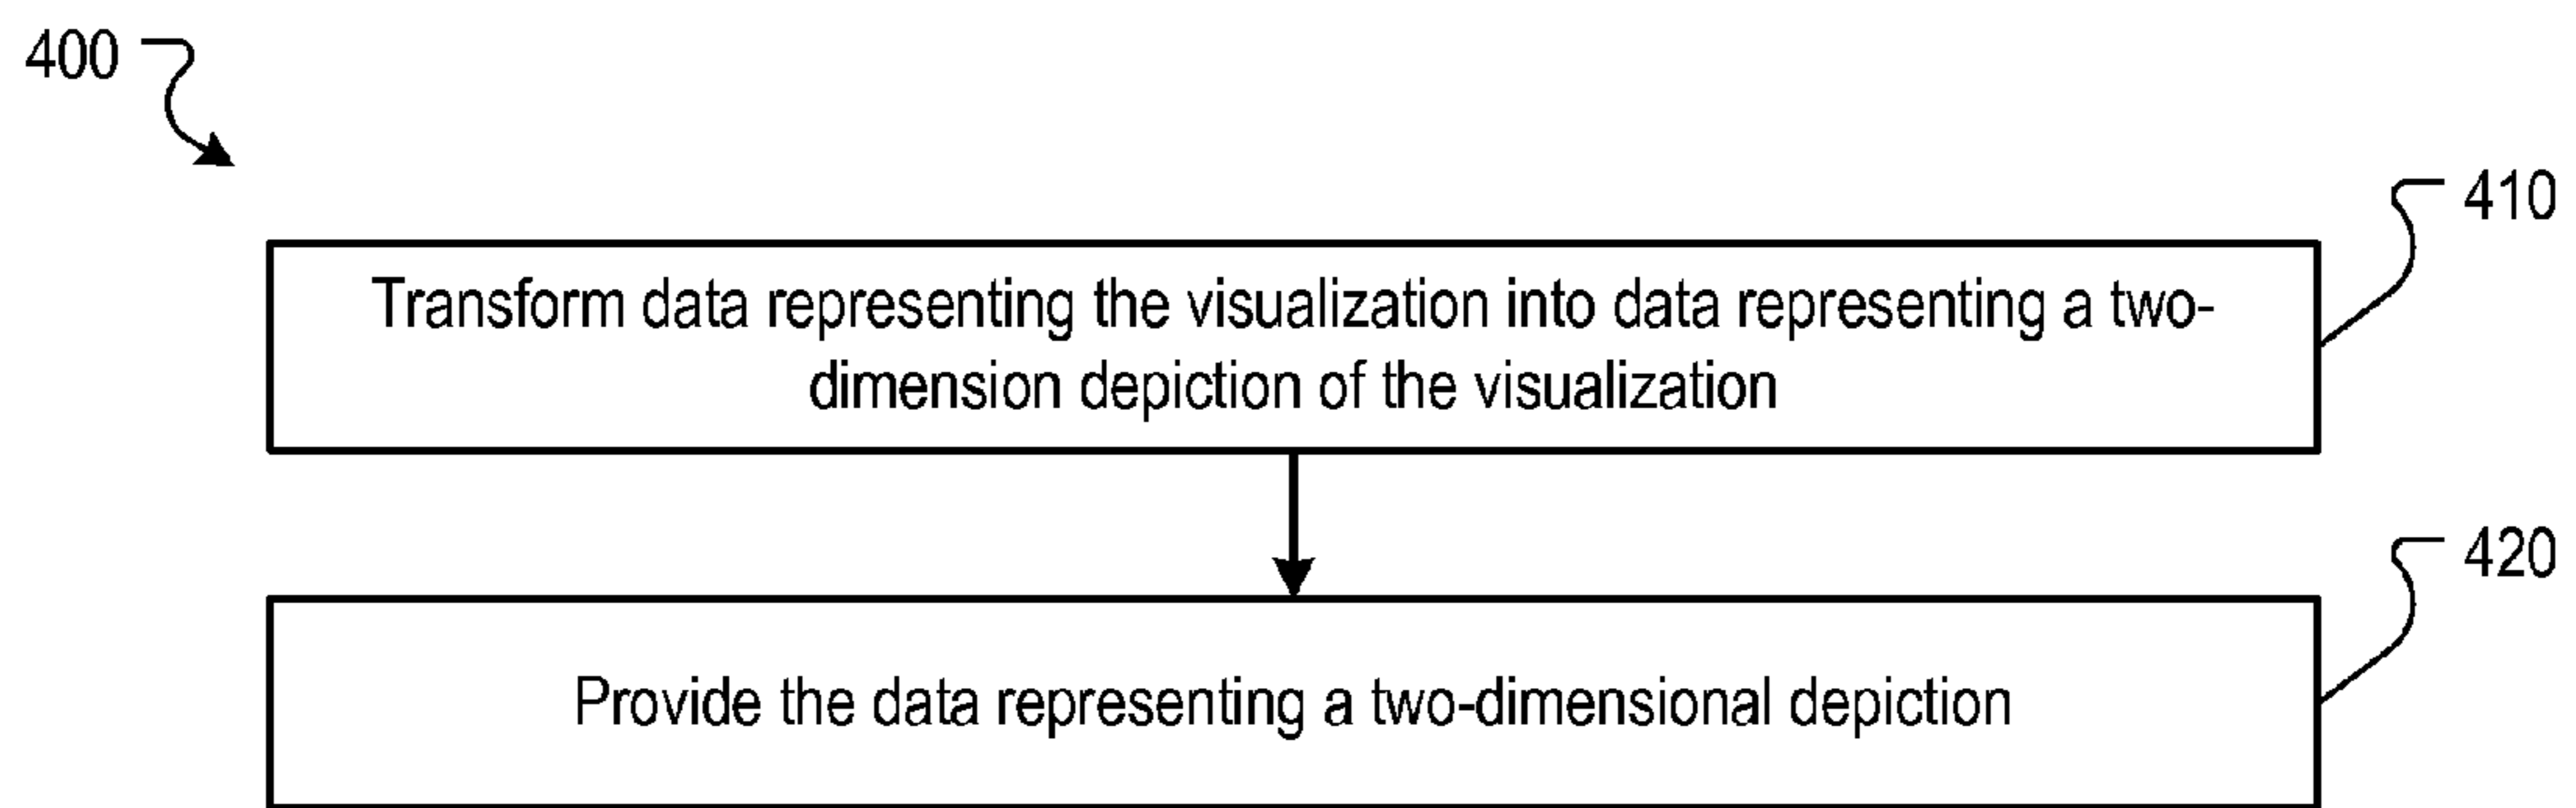 400
410
Transform data representing the visualization into data representing a two-
dimension depiction of the visualization
420
Provide the data representing a two-dimensional depiction